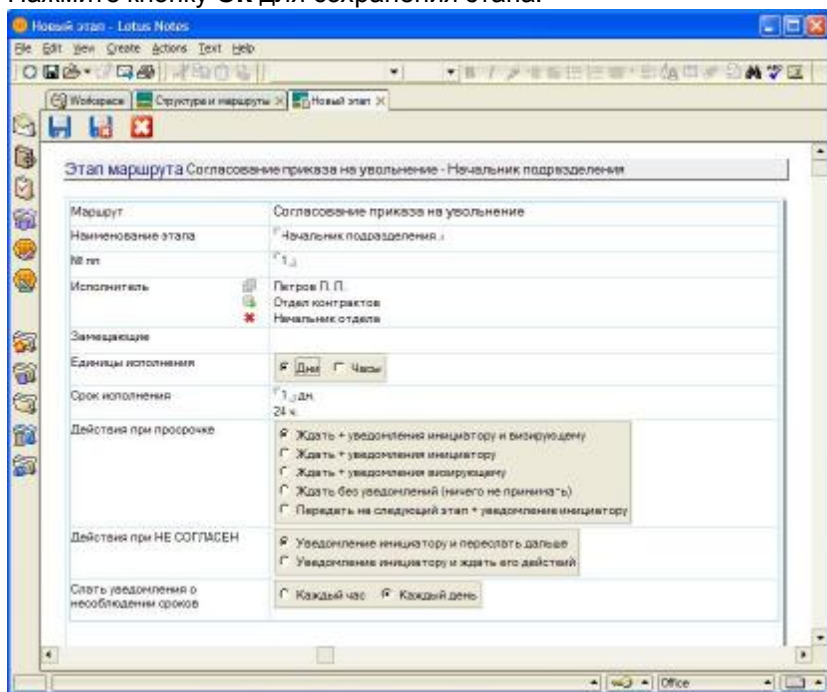 Нажмите кнопку ОК для сохранения этапа.
Новый этап - Lotus Notes
File Edit View Create Actions Text Help
Workspace Структура и маршруты Новый этап
Этап маршрута Согласование приказа на увольнение - Начальник подразделения
Маршрут Согласование приказа на увольнение
Наименование этапа Начальник подразделения
№ пп 1
Исполнитель Петров П. П.
Отдел контрактов
Начальник отдела
Замещающие
Единицы исполнения Дни Часы
Срок исполнения 1 дн.
24 ч.
Действия при просрочке Ждать + уведомления инициатору и визирующему
Ждать + уведомления инициатору
Ждать + уведомления визирующему
Ждать без уведомлений (ничего не принимать)
Передать на следующий этап + уведомление инициатору
Действия при НЕ СОГЛАСЕН Уведомление инициатору и переслать дальше
Уведомление инициатору и ждать его действий
Слать уведомления о несоблюдении сроков Каждый час Каждый день
Office